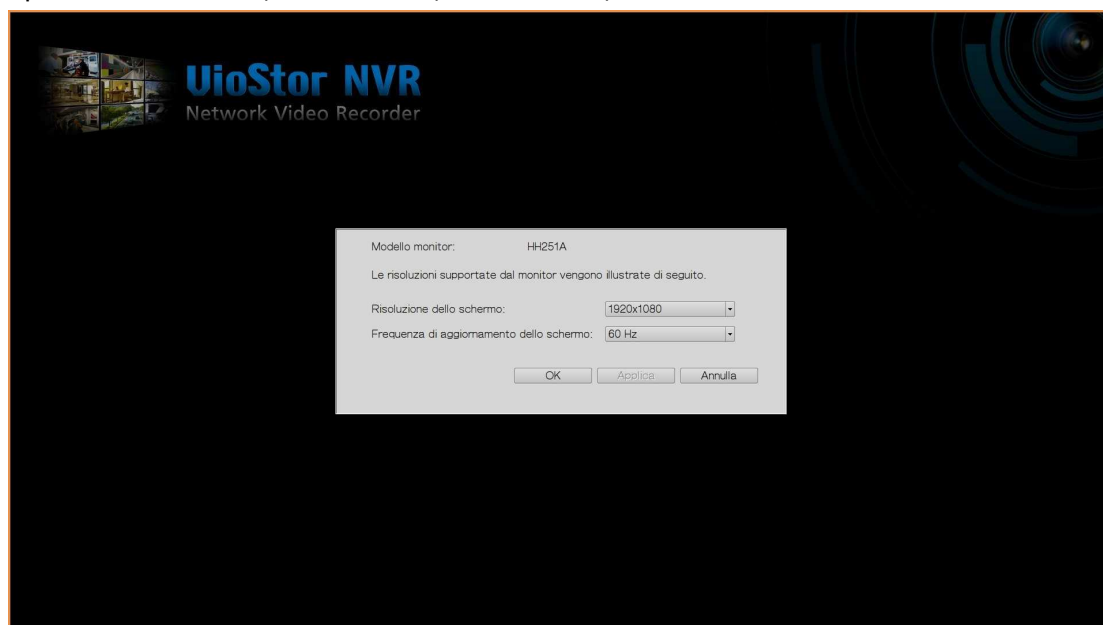 VioStor NVR
Network Video Recorder
Modello monitor: HH251A
Le risoluzioni supportate dal monitor vengono illustrate di seguito.
Risoluzione dello schermo: 1920x1080
Frequenza di aggiornamento dello schermo: 60 Hz
OK Applica Annulla